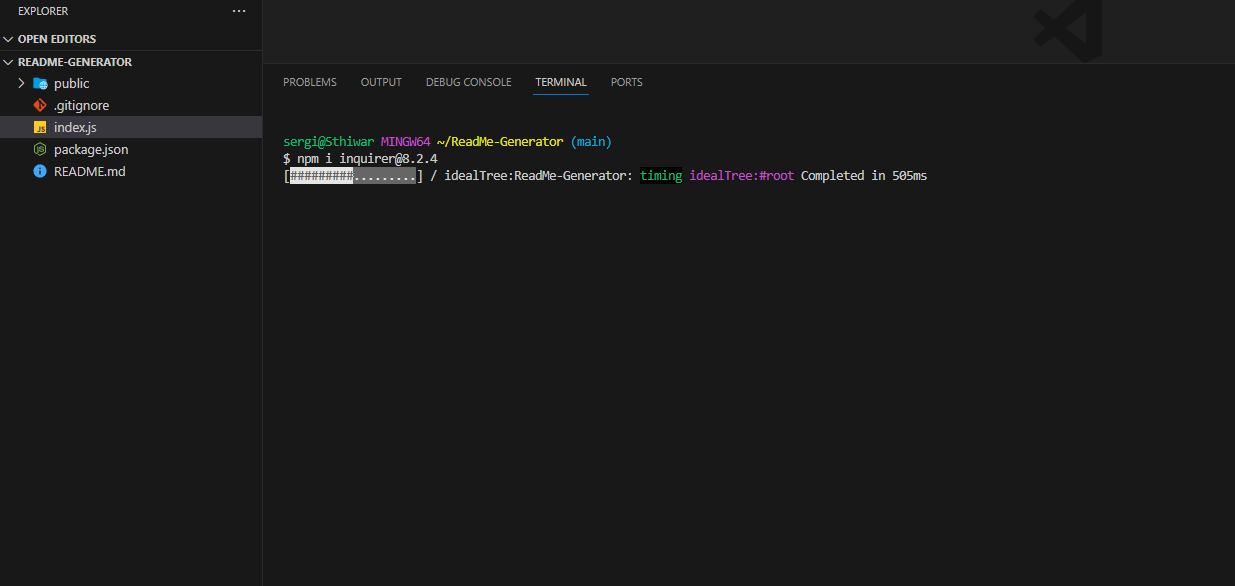 EXPLORER ...
OPEN EDITORS
README-GENERATOR
public
.gitignore
JS index.js
package.json
README.md
PROBLEMS OUTPUT DEBUG CONSOLE TERMINAL PORTS
sergi@Sthiwar MINGW64 ~/ReadMe-Generator (main)
$ npm i inquirer@8.2.4
[#########.........] / idealTree:ReadMe-Generator: timing idealTree:#root Completed in 505ms